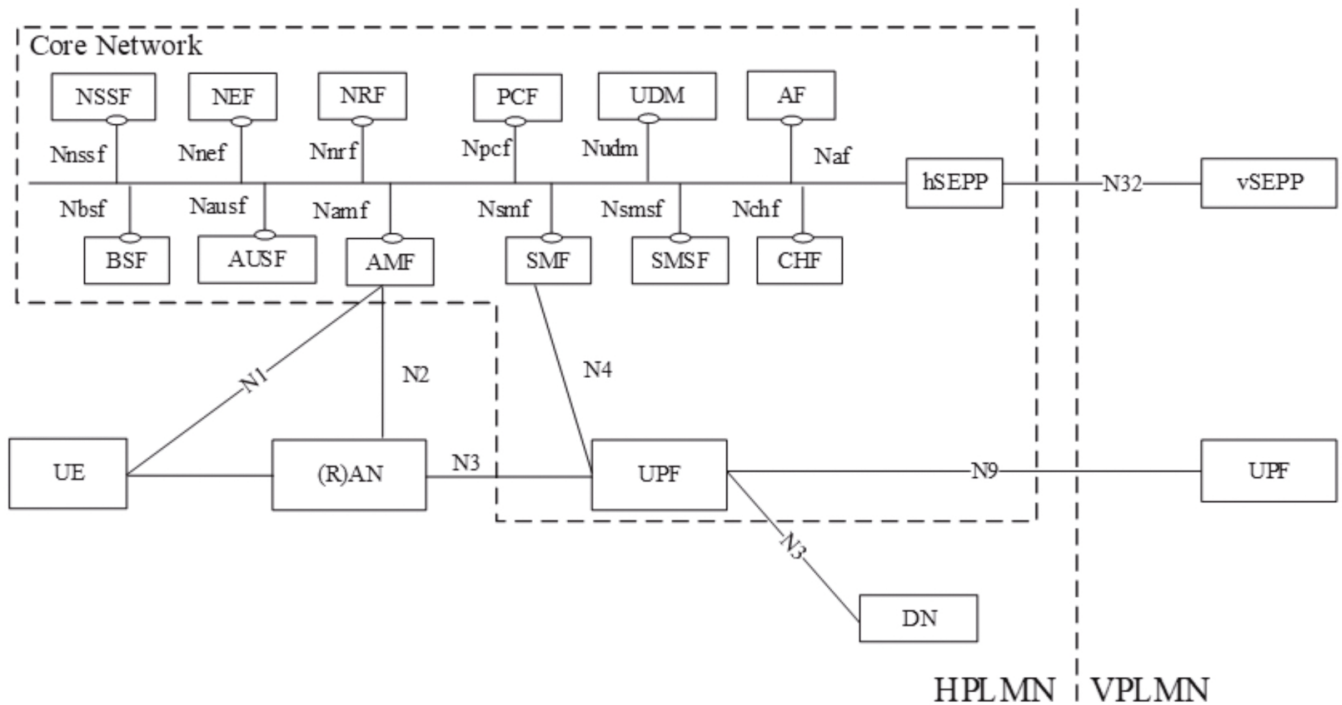 Core Network
NSSF NEF NRF PCF UDM AF
Nnssf Nnef Nnrf Npcf Nudm Naf
hSEPP N32 vSEPP
Nbsf Nausf Namf Nsmf Nsmsf Nchf
BSF AUSF AMF SMF SMSF CHF
N1 N2 N4
UE (R)AN N3 UPF N9 UPF
N3
DN
HPLMN VPLMN